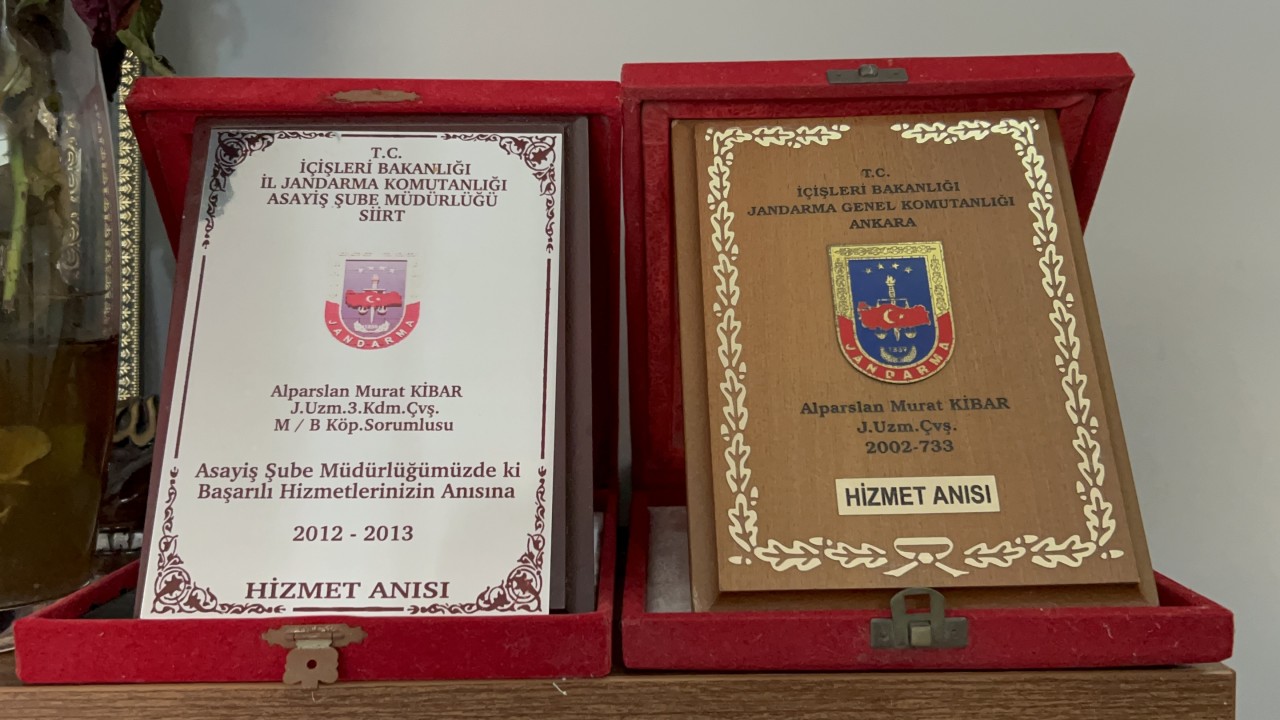 T.C.
İÇİŞLERİ BAKANLIĞI
İL JANDARMA KOMUTANLIĞI
ASAYİŞ ŞUBE MÜDÜRLÜĞÜ
SİİRT
JANDARMA
Alparslan Murat KİBAR
J.Uzm.3.Kdm.Çvş.
M / B Köp.Sorumlusu
Asayiş Şube Müdürlüğümüzde ki
Başarılı Hizmetlerinizin Anısına
2012 - 2013
HİZMET ANISI
T.C.
İÇİŞLERİ BAKANLIĞI
JANDARMA GENEL KOMUTANLIĞI
ANKARA
1839
JANDARMA
Alparslan Murat KİBAR
J.Uzm.Çvş.
2002-733
HİZMET ANISI